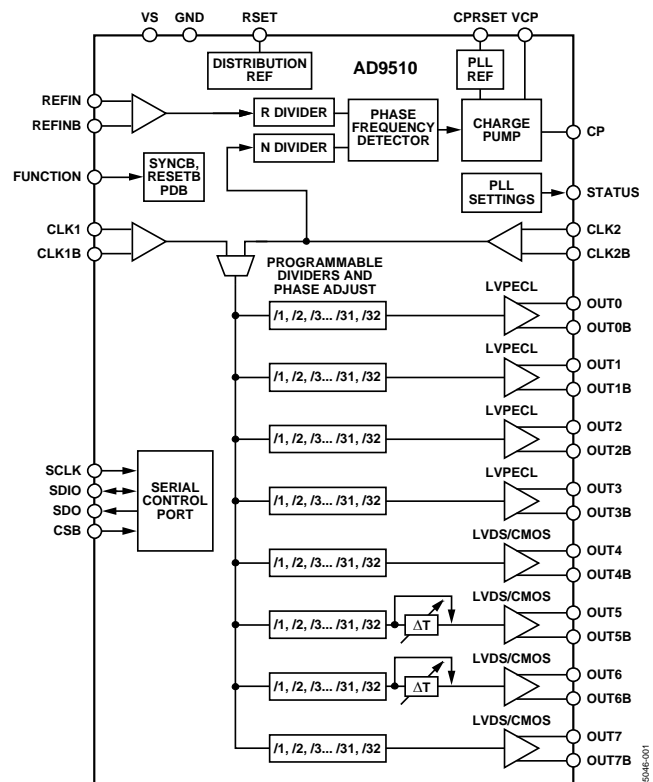 VS
GND
RSET
CPRSET
VCP
DISTRIBUTION
REF
AD9510
PLL
REF
REFIN
REFINB
R DIVIDER
N DIVIDER
PHASE
FREQUENCY
DETECTOR
CHARGE
PUMP
CP
FUNCTION
SYNCB,
RESETB
PDB
PLL
SETTINGS
STATUS
CLK1
CLK1B
CLK2
CLK2B
PROGRAMMABLE
DIVIDERS AND
PHASE ADJUST
LVPECL
/1, /2, /3... /31, /32
OUT0
OUT0B
LVPECL
/1, /2, /3... /31, /32
OUT1
OUT1B
LVPECL
/1, /2, /3... /31, /32
OUT2
OUT2B
SCLK
SDIO
SDO
CSB
SERIAL
CONTROL
PORT
LVPECL
/1, /2, /3... /31, /32
OUT3
OUT3B
LVDS/CMOS
/1, /2, /3... /31, /32
OUT4
OUT4B
LVDS/CMOS
/1, /2, /3... /31, /32
ΔT
OUT5
OUT5B
LVDS/CMOS
/1, /2, /3... /31, /32
ΔT
OUT6
OUT6B
LVDS/CMOS
/1, /2, /3... /31, /32
OUT7
OUT7B